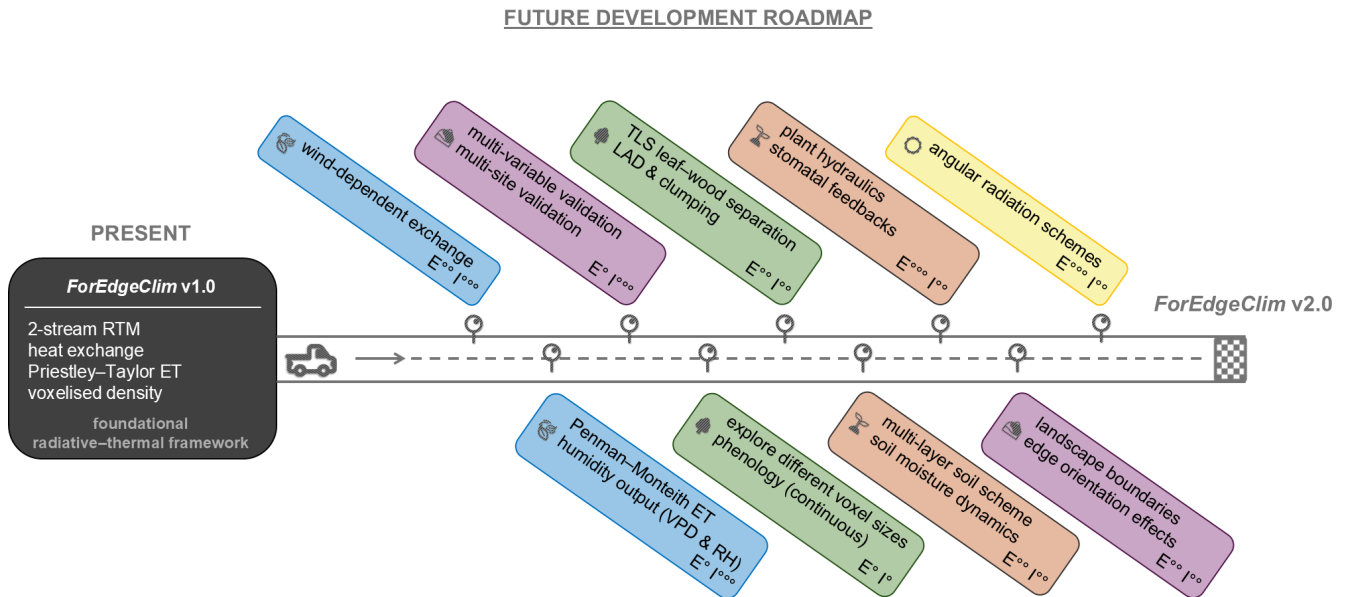 FUTURE DEVELOPMENT ROADMAP
PRESENT
ForEdgeClim v1.0
2-stream RTM
heat exchange
Priestley–Taylor ET
voxelised density
foundational
radiative–thermal framework
wind-dependent exchange
E°° I°°°
multi-variable validation
multi-site validation
E° I°°°
TLS leaf–wood separation
LAD & clumping
E°° I°°
plant hydraulics
stomatal feedbacks
E°°° I°°
angular radiation schemes
E°°° I°°
ForEdgeClim v2.0
Penman–Monteith ET
humidity output (VPD & RH)
E° I°°°
explore different voxel sizes
phenology (continuous)
E° I°
multi-layer soil scheme
soil moisture dynamics
E°° I°°
landscape boundaries
edge orientation effects
E°° I°°